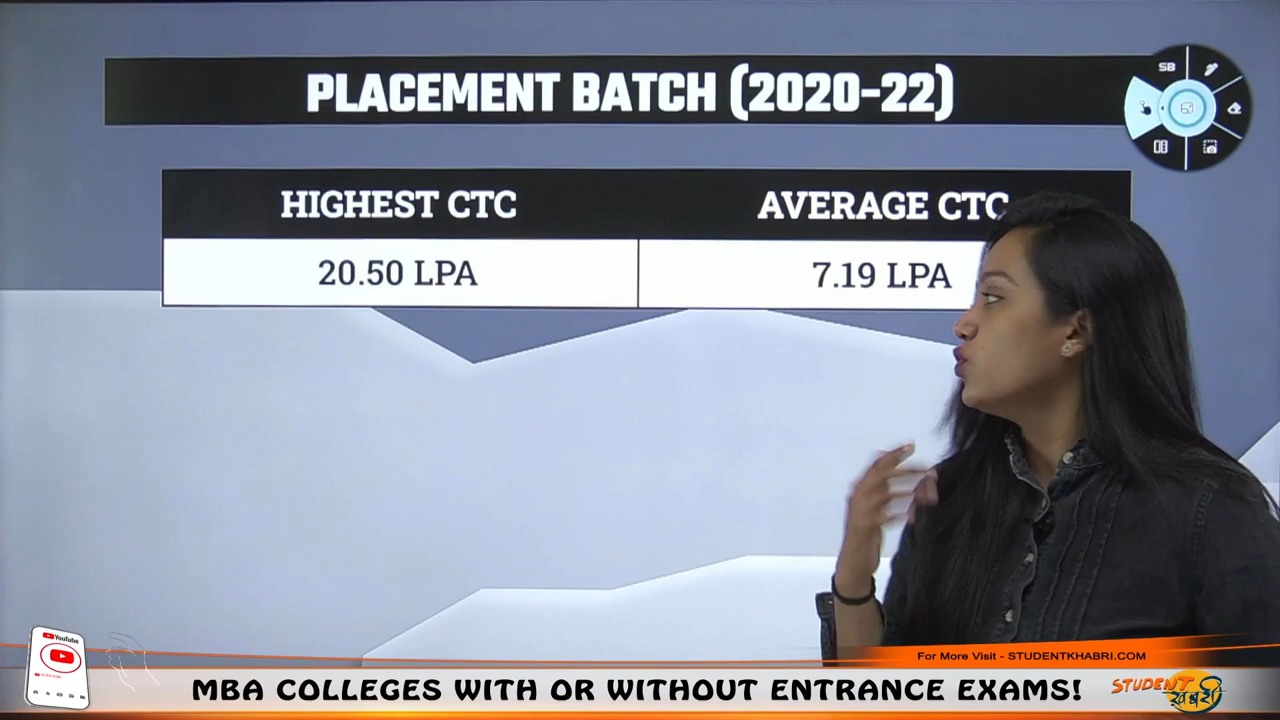 PLACEMENT BATCH (2020-22)
SB
HIGHEST CTC
AVERAGE CTC
20.50 LPA
7.19 LPA
YouTube
For More Visit - STUDENTKHABRI.COM
MBA COLLEGES WITH OR WITHOUT ENTRANCE EXAMS!
STUDENT
खबरी